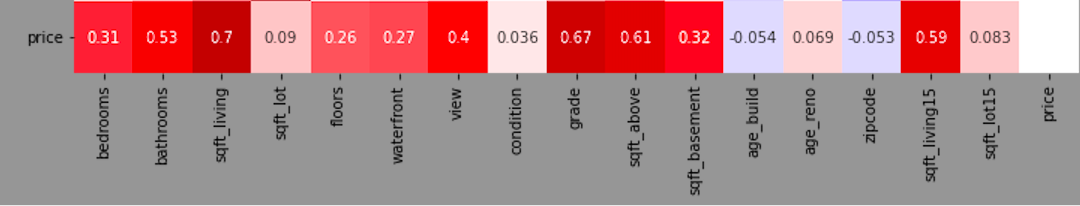 price 0.31 0.53 0.7 0.09 0.26 0.27 0.4 0.036 0.67 0.61 0.32 -0.054 0.069 -0.053 0.59 0.083
bedrooms
bathrooms
sqft_living
sqft_lot
floors
waterfront
view
condition
grade
sqft_above
sqft_basement
age_build
age_reno
zipcode
sqft_living15
sqft_lot15
price